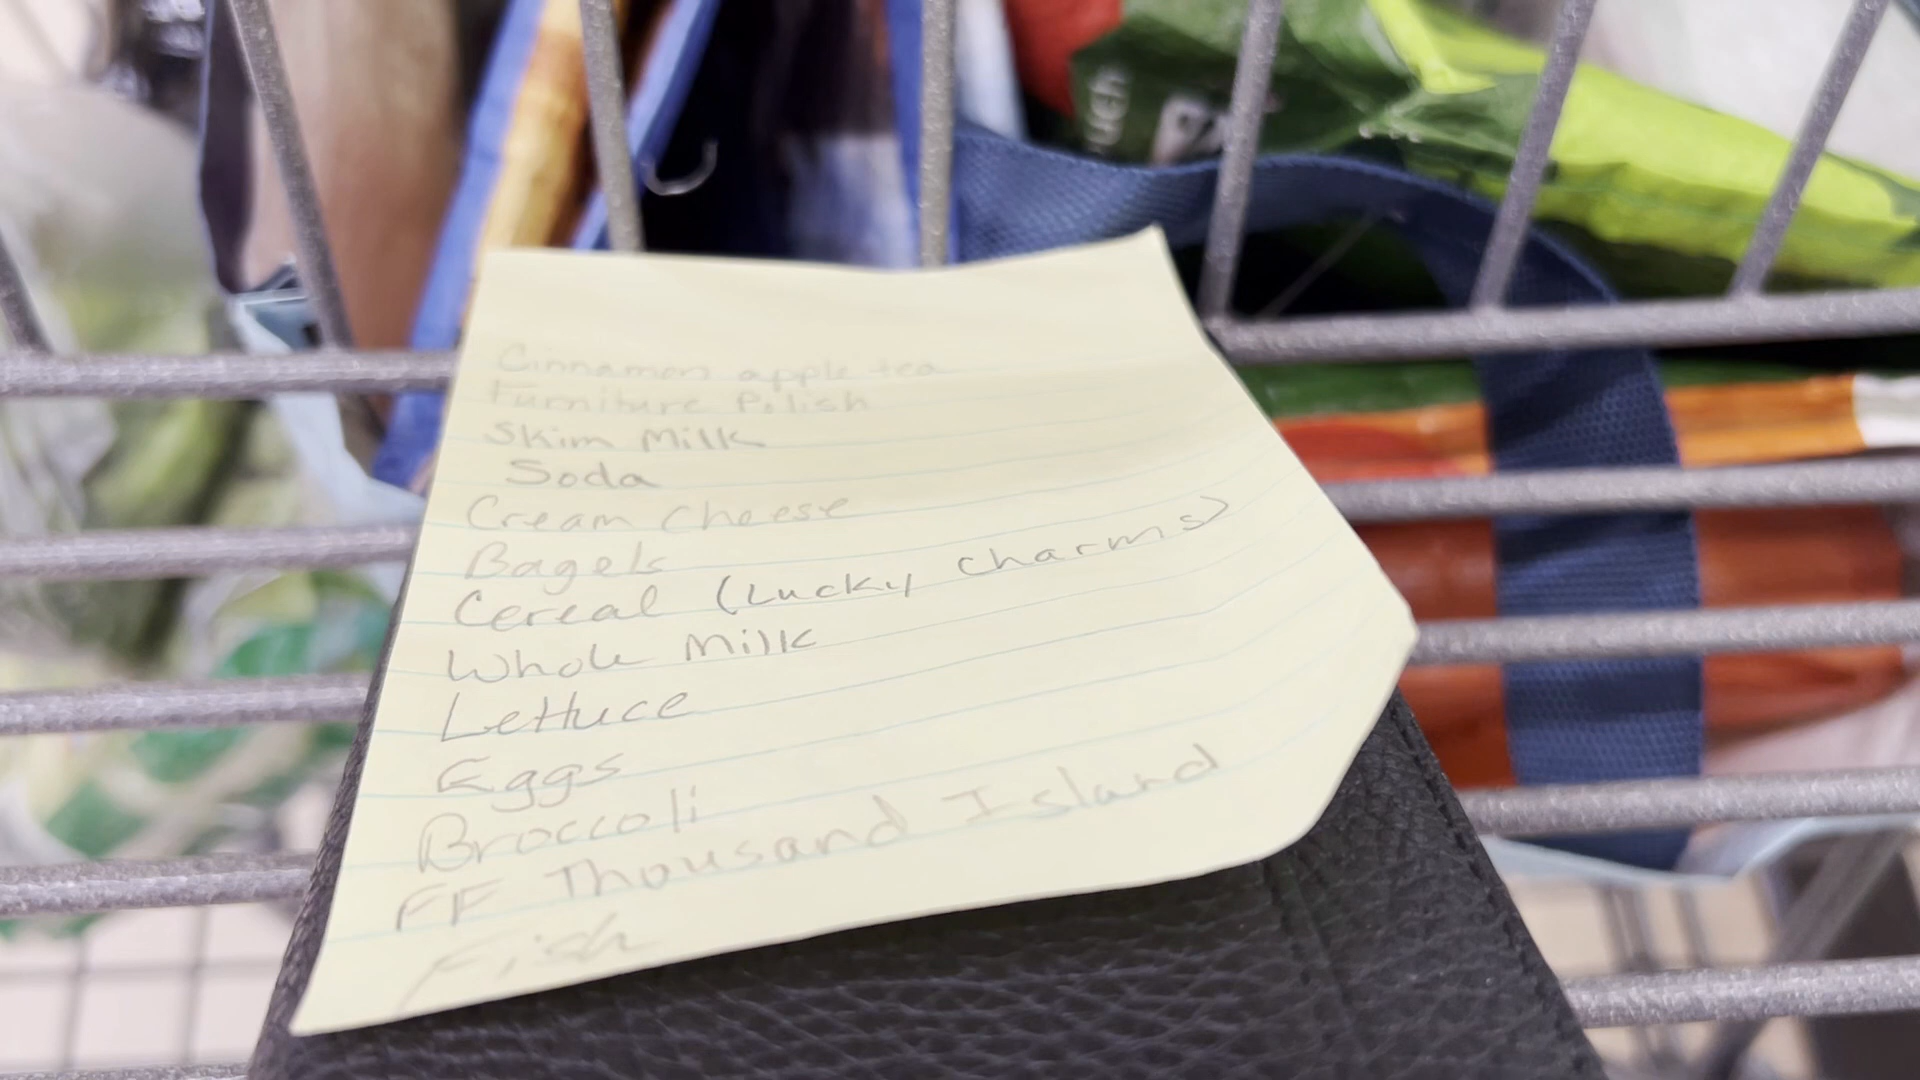 Cinnamon apple tea
Furniture Polish
Skim Milk
Soda
Cream Cheese
Bagels
Cereal (Lucky charms)
Whole Milk
Lettuce
Eggs
Broccoli
FF Thousand Island
Fish